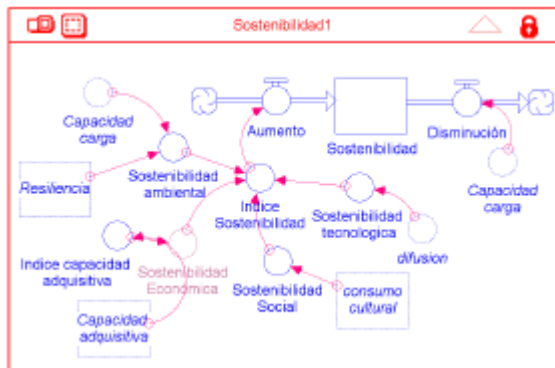 Sostenibilidad1
Capacidad
carga
Aumento
Sostenibilidad
Disminución
Resiliencia
Sostenibilidad
ambiental
Indice
Sostenibilidad
Sostenibilidad
tecnologica
Capacidad
carga
Indice capacidad
adquisitiva
Sostenibilidad
Económica
Sostenibilidad
Social
consumo
cultural
difusion
Capacidad
adquisitiva